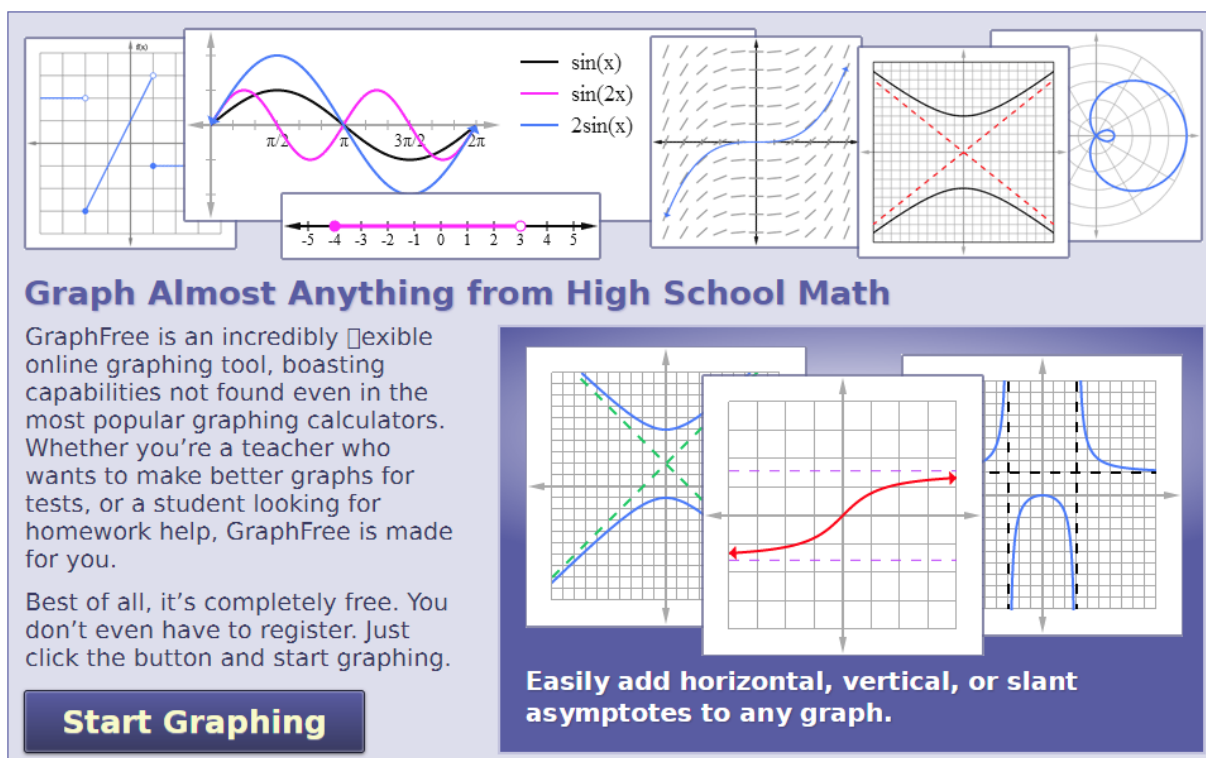 f(x)
sin(x)
sin(2x)
2sin(x)
π/2 π 3π/2 2π
-5 -4 -3 -2 -1 0 1 2 3 4 5
Graph Almost Anything from High School Math
GraphFree is an incredibly ▯exible
online graphing tool, boasting
capabilities not found even in the
most popular graphing calculators.
Whether you’re a teacher who
wants to make better graphs for
tests, or a student looking for
homework help, GraphFree is made
for you.
Best of all, it’s completely free. You
don’t even have to register. Just
click the button and start graphing.
Start Graphing
Easily add horizontal, vertical, or slant
asymptotes to any graph.